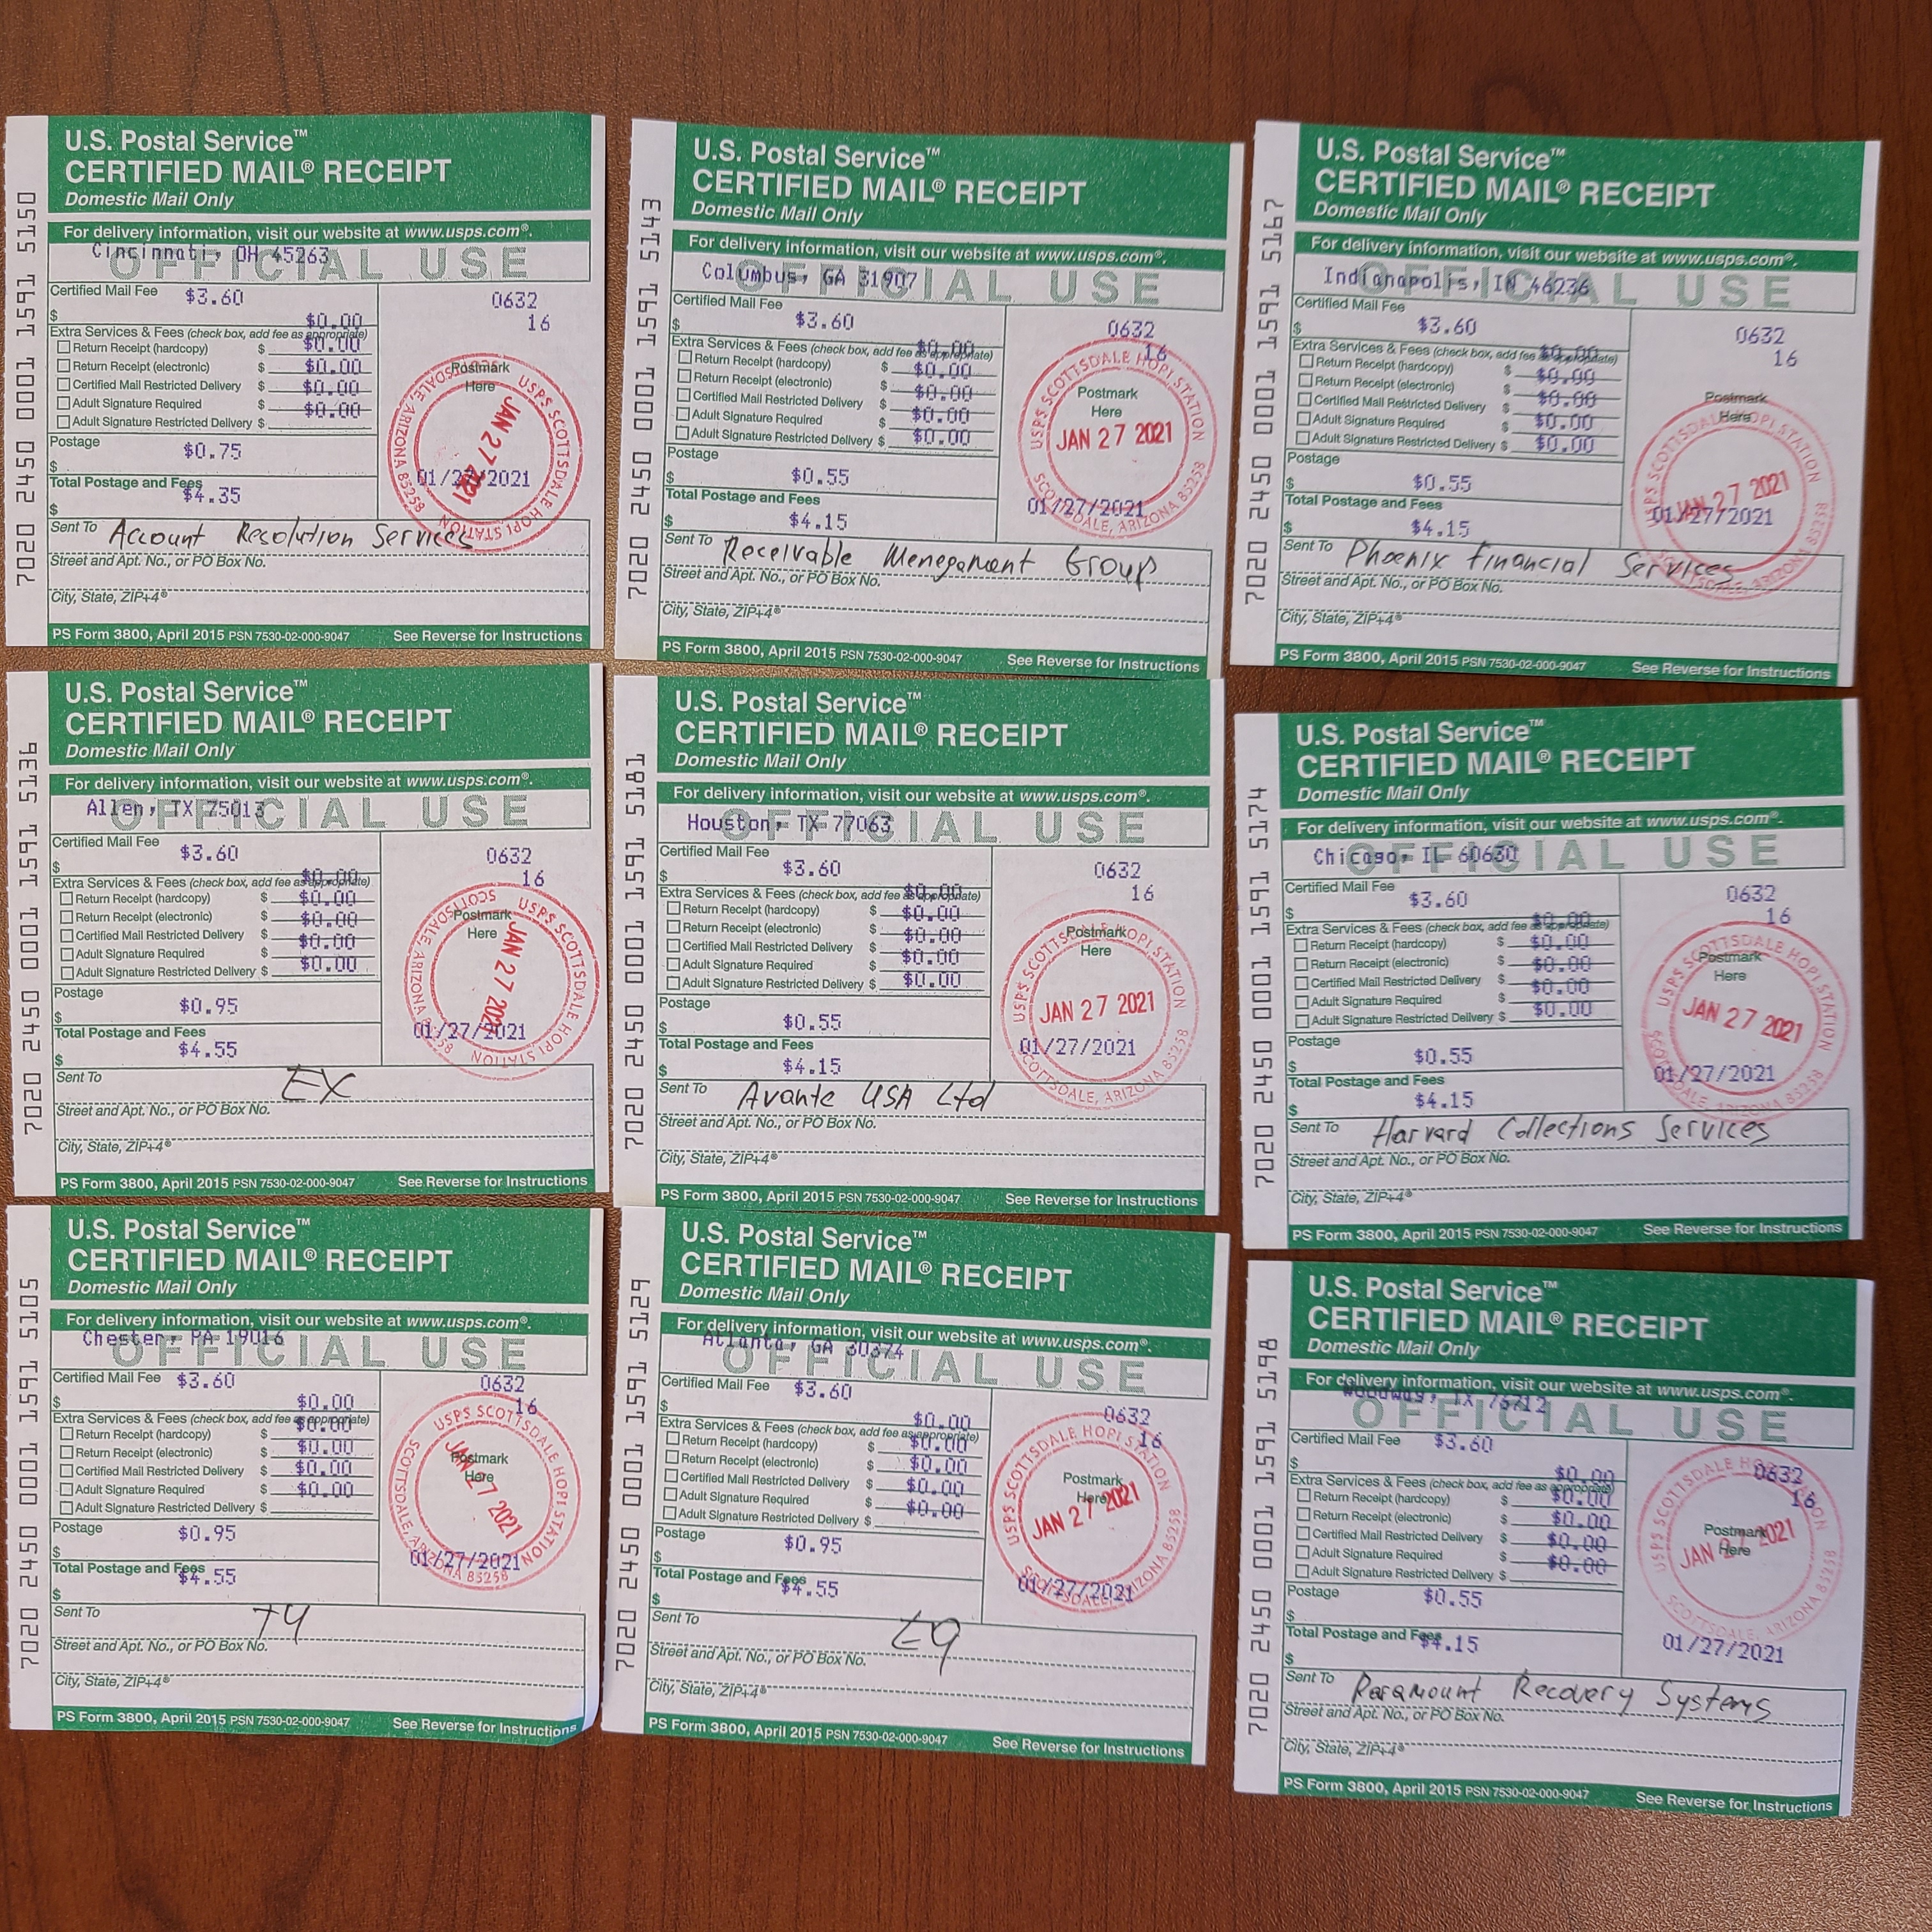 7020 2450 0001 1591 5105
U.S. Postal Service™
CERTIFIED MAIL® RECEIPT
Domestic Mail Only
For delivery information, visit our website at www.usps.com®.
OFFICIAL USE
Chester, PA 19016
Certified Mail Fee
$ $3.60
0632
16
Extra Services & Fees (check box, add fee as appropriate)
$0.00
Return Receipt (hardcopy) $ $0.00
Return Receipt (electronic) $ $0.00
Certified Mail Restricted Delivery $ $0.00
Adult Signature Required $ $0.00
Adult Signature Restricted Delivery $
Postmark
Here
USPS SCOTTSDALE HOPI STATION
JAN 27 2021
SCOTTSDALE, ARIZONA 85258
Postage
$ $0.95
Total Postage and Fees
$ $4.55
01/27/2021
Sent To
Street and Apt. No., or PO Box No.
City, State, ZIP+4®
PS Form 3800, April 2015 PSN 7530-02-000-9047 See Reverse for Instructions
7020 2450 0001 1591 5136
U.S. Postal Service™
CERTIFIED MAIL® RECEIPT
Domestic Mail Only
For delivery information, visit our website at www.usps.com®.
OFFICIAL USE
Allen, TX 75013
Certified Mail Fee
$ $3.60
0632
16
Extra Services & Fees (check box, add fee as appropriate)
$0.00
Return Receipt (hardcopy) $ $0.00
Return Receipt (electronic) $ $0.00
Certified Mail Restricted Delivery $ $0.00
Adult Signature Required $ $0.00
Adult Signature Restricted Delivery $
Postmark
Here
USPS SCOTTSDALE HOPI STATION
JAN 27 2021
SCOTTSDALE, ARIZONA 85258
Postage
$ $0.95
Total Postage and Fees
$ $4.55
01/27/2021
Sent To EX
Street and Apt. No., or PO Box No.
City, State, ZIP+4®
PS Form 3800, April 2015 PSN 7530-02-000-9047 See Reverse for Instructions
7020 2450 0001 1591 5150
U.S. Postal Service™
CERTIFIED MAIL® RECEIPT
Domestic Mail Only
For delivery information, visit our website at www.usps.com®.
OFFICIAL USE
Cincinnati, OH 45263
Certified Mail Fee
$ $3.60
0632
16
Extra Services & Fees (check box, add fee as appropriate)
$0.00
Return Receipt (hardcopy) $ $0.00
Return Receipt (electronic) $ $0.00
Certified Mail Restricted Delivery $ $0.00
Adult Signature Required $ $0.00
Adult Signature Restricted Delivery $
Postmark
Here
USPS SCOTTSDALE HOPI STATION
JAN 27 2021
SCOTTSDALE, ARIZONA 85258
Postage
$ $0.75
Total Postage and Fees
$ $4.35
01/27/2021
Sent To Account Resolution Services
Street and Apt. No., or PO Box No.
City, State, ZIP+4®
PS Form 3800, April 2015 PSN 7530-02-000-9047 See Reverse for Instructions
7020 2450 0001 1591 5129
U.S. Postal Service™
CERTIFIED MAIL® RECEIPT
Domestic Mail Only
For delivery information, visit our website at www.usps.com®.
OFFICIAL USE
Atlanta, GA 30374
Certified Mail Fee
$ $3.60
0632
16
Extra Services & Fees (check box, add fee as appropriate)
$0.00
Return Receipt (hardcopy) $ $0.00
Return Receipt (electronic) $ $0.00
Certified Mail Restricted Delivery $ $0.00
Adult Signature Required $ $0.00
Adult Signature Restricted Delivery $
Postmark
Here
USPS SCOTTSDALE HOPI STATION
JAN 27 2021
SCOTTSDALE, ARIZONA 85258
Postage
$ $0.95
Total Postage and Fees
$ $4.55
01/27/2021
Sent To
Street and Apt. No., or PO Box No.
City, State, ZIP+4®
PS Form 3800, April 2015 PSN 7530-02-000-9047 See Reverse for Instructions
7020 2450 0001 1591 5181
U.S. Postal Service™
CERTIFIED MAIL® RECEIPT
Domestic Mail Only
For delivery information, visit our website at www.usps.com®.
OFFICIAL USE
Houston, TX 77063
Certified Mail Fee
$ $3.60
0632
16
Extra Services & Fees (check box, add fee as appropriate)
$0.00
Return Receipt (hardcopy) $ $0.00
Return Receipt (electronic) $ $0.00
Certified Mail Restricted Delivery $ $0.00
Adult Signature Required $ $0.00
Adult Signature Restricted Delivery $
Postmark
Here
USPS SCOTTSDALE HOPI STATION
JAN 27 2021
SCOTTSDALE, ARIZONA 85258
Postage
$ $0.55
Total Postage and Fees
$ $4.15
01/27/2021
Sent To Avante USA Ltd
Street and Apt. No., or PO Box No.
City, State, ZIP+4®
PS Form 3800, April 2015 PSN 7530-02-000-9047 See Reverse for Instructions
7020 2450 0001 1591 5143
U.S. Postal Service™
CERTIFIED MAIL® RECEIPT
Domestic Mail Only
For delivery information, visit our website at www.usps.com®.
OFFICIAL USE
Columbus, GA 31907
Certified Mail Fee
$ $3.60
0632
16
Extra Services & Fees (check box, add fee as appropriate)
$0.00
Return Receipt (hardcopy) $ $0.00
Return Receipt (electronic) $ $0.00
Certified Mail Restricted Delivery $ $0.00
Adult Signature Required $ $0.00
Adult Signature Restricted Delivery $
Postmark
Here
USPS SCOTTSDALE HOPI STATION
JAN 27 2021
SCOTTSDALE, ARIZONA 85258
Postage
$ $0.55
Total Postage and Fees
$ $4.15
01/27/2021
Sent To Receivable Menegament Group
Street and Apt. No., or PO Box No.
City, State, ZIP+4®
PS Form 3800, April 2015 PSN 7530-02-000-9047 See Reverse for Instructions
7020 2450 0001 1591 5198
U.S. Postal Service™
CERTIFIED MAIL® RECEIPT
Domestic Mail Only
For delivery information, visit our website at www.usps.com®.
OFFICIAL USE
TX 76712
Certified Mail Fee
$ $3.60
0632
16
Extra Services & Fees (check box, add fee as appropriate)
$0.00
Return Receipt (hardcopy) $ $0.00
Return Receipt (electronic) $ $0.00
Certified Mail Restricted Delivery $ $0.00
Adult Signature Required $ $0.00
Adult Signature Restricted Delivery $
Postmark
Here
USPS SCOTTSDALE HOPI STATION
JAN 2021
SCOTTSDALE, ARIZONA 85258
Postage
$ $0.55
Total Postage and Fees
$ $4.15
01/27/2021
Sent To Paramount Recovery Systems
Street and Apt. No., or PO Box No.
City, State, ZIP+4®
PS Form 3800, April 2015 PSN 7530-02-000-9047 See Reverse for Instructions
7020 2450 0001 1591 5174
U.S. Postal Service™
CERTIFIED MAIL® RECEIPT
Domestic Mail Only
For delivery information, visit our website at www.usps.com®.
OFFICIAL USE
Chicago, IL 60630
Certified Mail Fee
$ $3.60
0632
16
Extra Services & Fees (check box, add fee as appropriate)
$0.00
Return Receipt (hardcopy) $ $0.00
Return Receipt (electronic) $ $0.00
Certified Mail Restricted Delivery $ $0.00
Adult Signature Required $ $0.00
Adult Signature Restricted Delivery $
Postmark
Here
USPS SCOTTSDALE HOPI STATION
JAN 27 2021
SCOTTSDALE, ARIZONA 85258
Postage
$ $0.55
Total Postage and Fees
$ $4.15
01/27/2021
Sent To Harvard Collections Services
Street and Apt. No., or PO Box No.
City, State, ZIP+4®
PS Form 3800, April 2015 PSN 7530-02-000-9047 See Reverse for Instructions
7020 2450 0001 1591 5167
U.S. Postal Service™
CERTIFIED MAIL® RECEIPT
Domestic Mail Only
For delivery information, visit our website at www.usps.com®.
OFFICIAL USE
Indianapolis, IN 46236
Certified Mail Fee
$ $3.60
0632
16
Extra Services & Fees (check box, add fee as appropriate)
$0.00
Return Receipt (hardcopy) $ $0.00
Return Receipt (electronic) $ $0.00
Certified Mail Restricted Delivery $ $0.00
Adult Signature Required $ $0.00
Adult Signature Restricted Delivery $
Postmark
Here
USPS SCOTTSDALE HOPI STATION
JAN 27 2021
SCOTTSDALE, ARIZONA 85258
Postage
$ $0.55
Total Postage and Fees
$ $4.15
01/27/2021
Sent To Phoenix Financial Services
Street and Apt. No., or PO Box No.
City, State, ZIP+4®
PS Form 3800, April 2015 PSN 7530-02-000-9047 See Reverse for Instructions